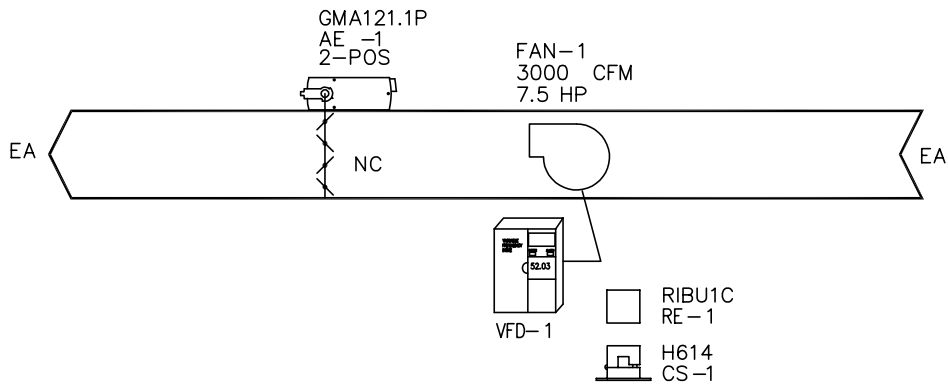 GMA121.1P
AE -1
2-POS
FAN-1
3000 CFM
7.5 HP
EA
NC
EA
52.03
VFD-1
RIBU1C
RE-1
H614
CS-1